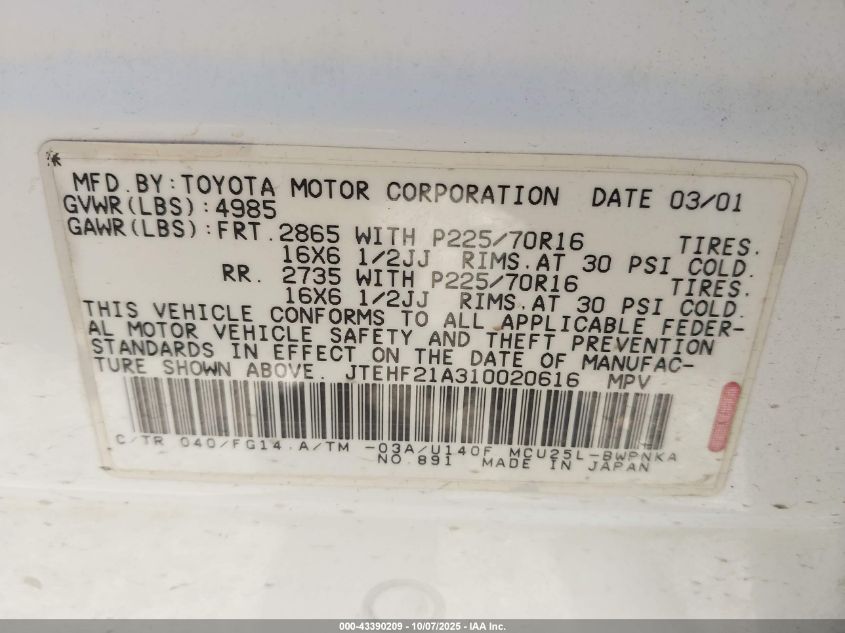 MFD. BY: TOYOTA MOTOR CORPORATION DATE 03/01
GVWR(LBS):4985
GAWR(LBS):FRT. 2865 WITH P225/70R16 TIRES.
16X6 1/2JJ RIMS.AT 30 PSI COLD.
RR. 2735 WITH P225/70R16 TIRES.
16X6 1/2JJ RIMS.AT 30 PSI COLD.
THIS VEHICLE CONFORMS TO ALL APPLICABLE FEDER-
AL MOTOR VEHICLE SAFETY AND THEFT PREVENTION
STANDARDS IN EFFECT ON THE DATE OF MANUFAC-
TURE SHOWN ABOVE. JTEHF21A310020616 MPV
C/TR 040/FG14.A/TM -03A/U140F MCU25L-BWPNKA
NO.891 MADE IN JAPAN
000-43390209 - 10/07/2025 - IAA Inc.